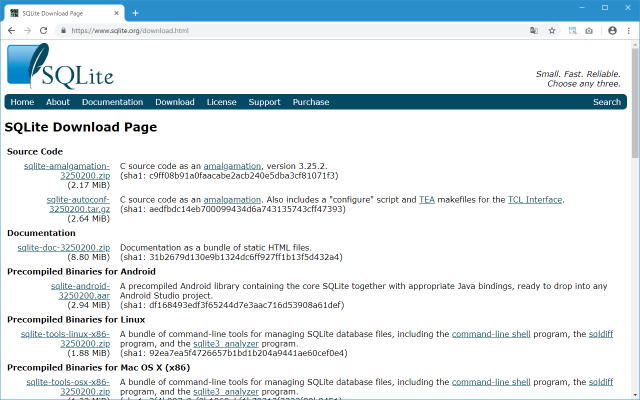 SQLite Download Page
https://www.sqlite.org/download.html
SQLite
Small. Fast. Reliable.
Choose any three.
Home About Documentation Download License Support Purchase Search
SQLite Download Page
Source Code
sqlite-amalgamation-3250200.zip
(2.17 MiB)
C source code as an amalgamation, version 3.25.2.
(sha1: c9ff08b91a0faacabe2acb240e5dba3cf81071f3)
sqlite-autoconf-3250200.tar.gz
(2.64 MiB)
C source code as an amalgamation. Also includes a "configure" script and TEA makefiles for the TCL Interface.
(sha1: aedfbdc14eb700099434d6a743135743cff47393)
Documentation
sqlite-doc-3250200.zip
(8.80 MiB)
Documentation as a bundle of static HTML files.
(sha1: 31b2679d130e9b1324dc6ff927ff1b13f5d432a4)
Precompiled Binaries for Android
sqlite-android-3250200.aar
(2.94 MiB)
A precompiled Android library containing the core SQLite together with appropriate Java bindings, ready to drop into any
Android Studio project.
(sha1: df168493edf3f65244d7e3aac716d53908a61def)
Precompiled Binaries for Linux
sqlite-tools-linux-x86-3250200.zip
(1.88 MiB)
A bundle of command-line tools for managing SQLite database files, including the command-line shell program, the sqldiff
program, and the sqlite3_analyzer program.
(sha1: 92ea7ea5f4726657b1bd1b204a9441ae60cef0e4)
Precompiled Binaries for Mac OS X (x86)
sqlite-tools-osx-x86-3250200.zip
A bundle of command-line tools for managing SQLite database files, including the command-line shell program, the sqldiff
program, and the sqlite3_analyzer program.